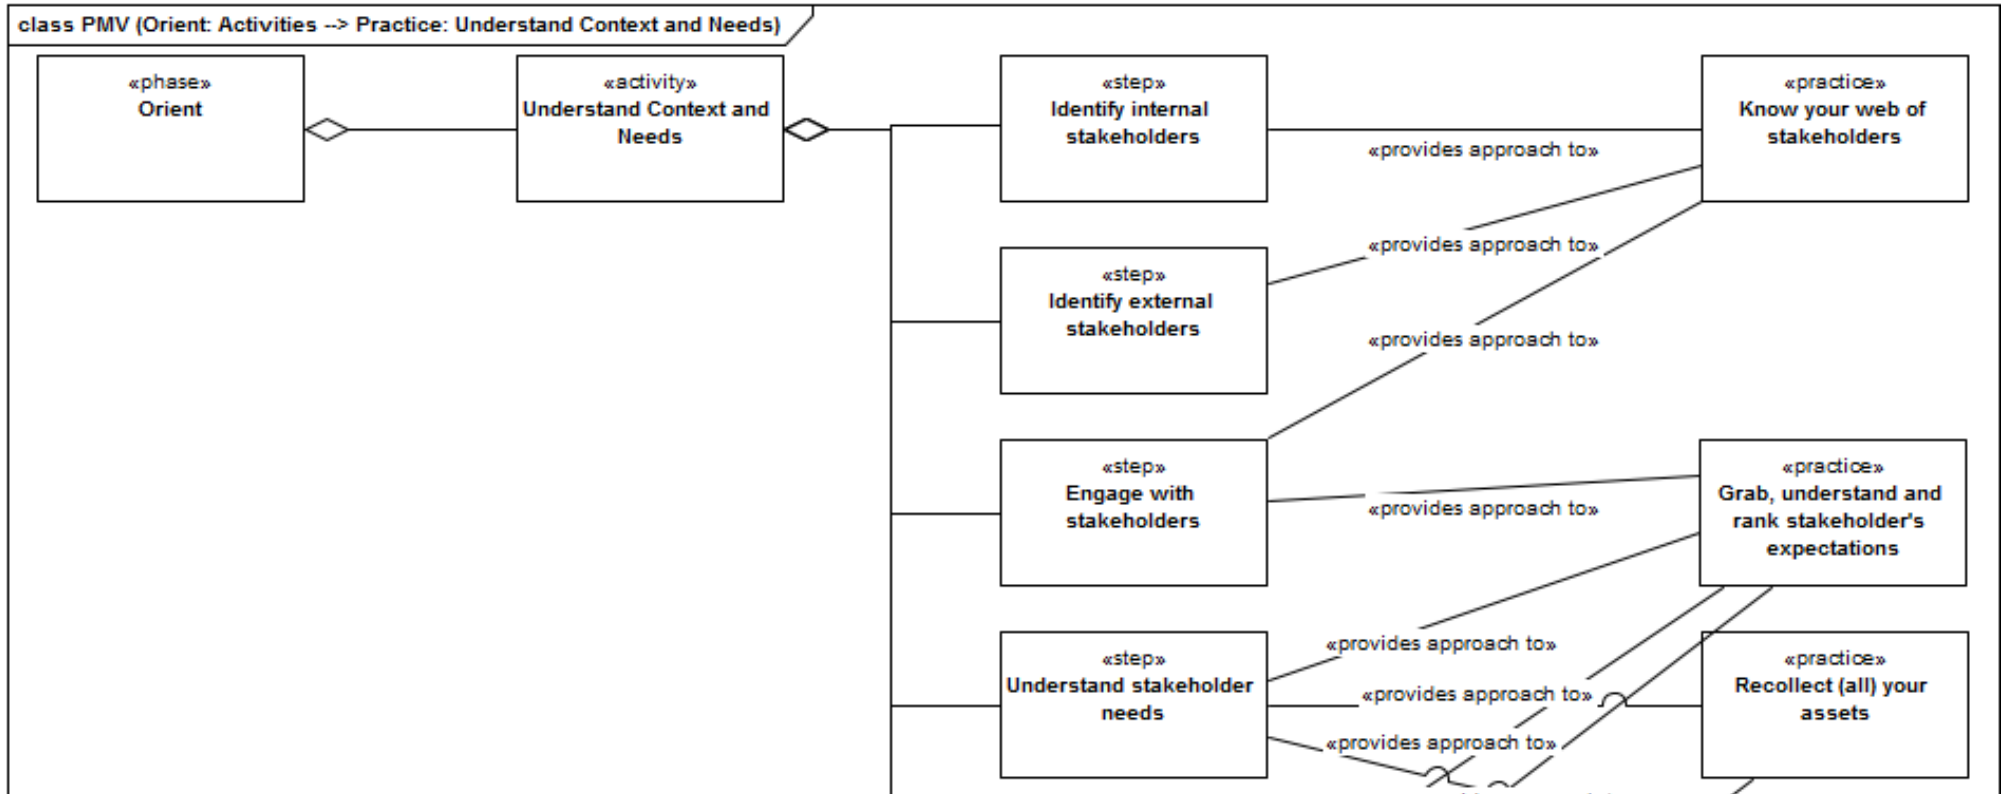 class PMV (Orient: Activities --> Practice: Understand Context and Needs)
«phase»
Orient
«activity»
Understand Context and
Needs
«step»
Identify internal
stakeholders
«provides approach to»
«practice»
Know your web of
stakeholders
«provides approach to»
«step»
Identify external
stakeholders
«provides approach to»
«step»
Engage with
stakeholders
«provides approach to»
«practice»
Grab, understand and
rank stakeholder's
expectations
«step»
Understand stakeholder
needs
«provides approach to»
«provides approach to»
«provides approach to»
«practice»
Recollect (all) your
assets